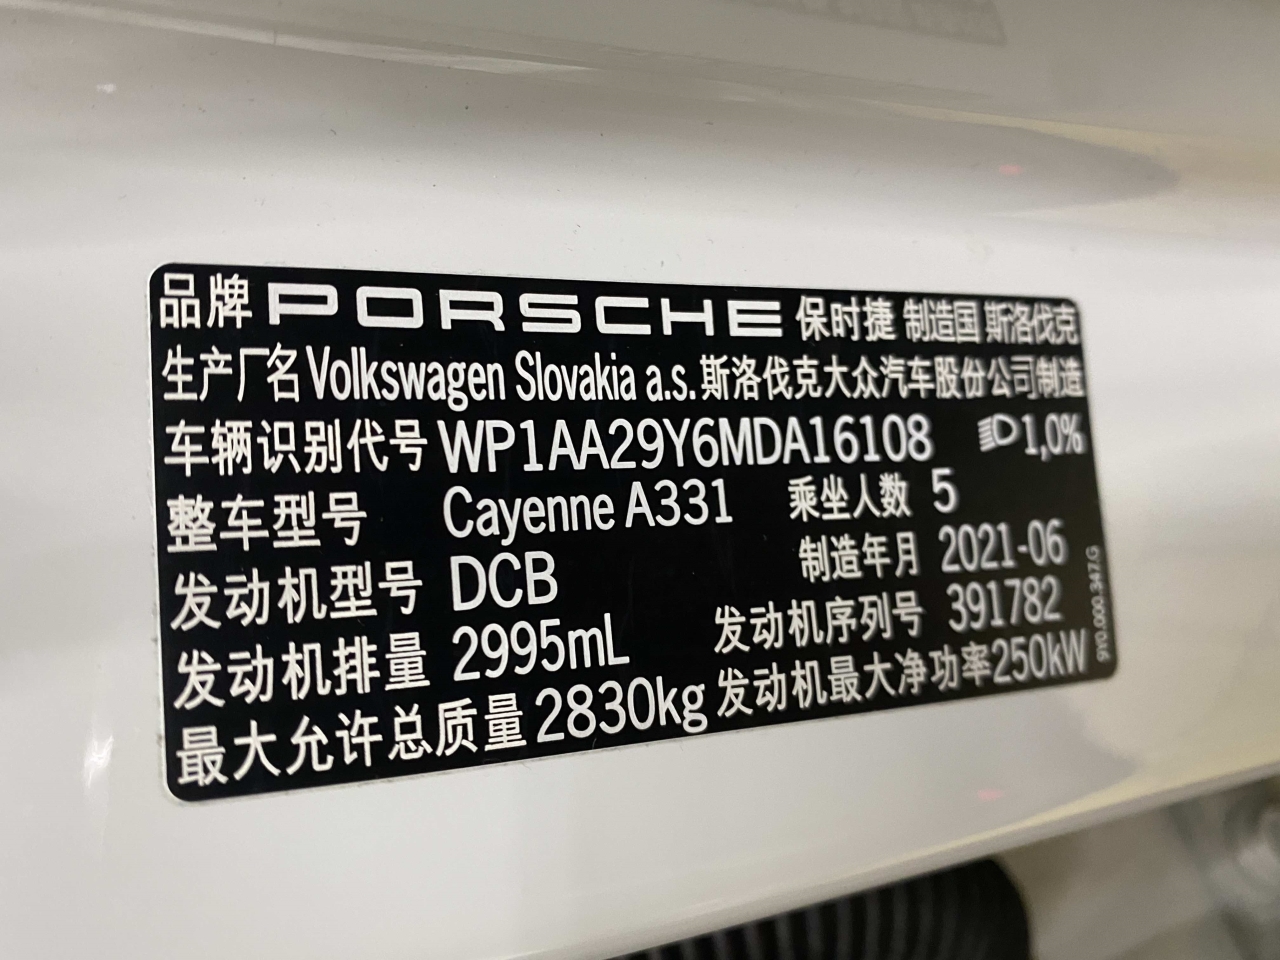 品牌 PORSCHE 保时捷 制造国 斯洛伐克
生产厂名 Volkswagen Slovakia a.s. 斯洛伐克大众汽车股份公司制造
车辆识别代号 WP1AA29Y6MDA16108 1,0%
整车型号 Cayenne A331 乘坐人数 5
发动机型号 DCB 制造年月 2021-06
发动机排量 2995mL 发动机序列号 391782
最大允许总质量 2830kg 发动机最大净功率 250kW
9Y0.000.347.G